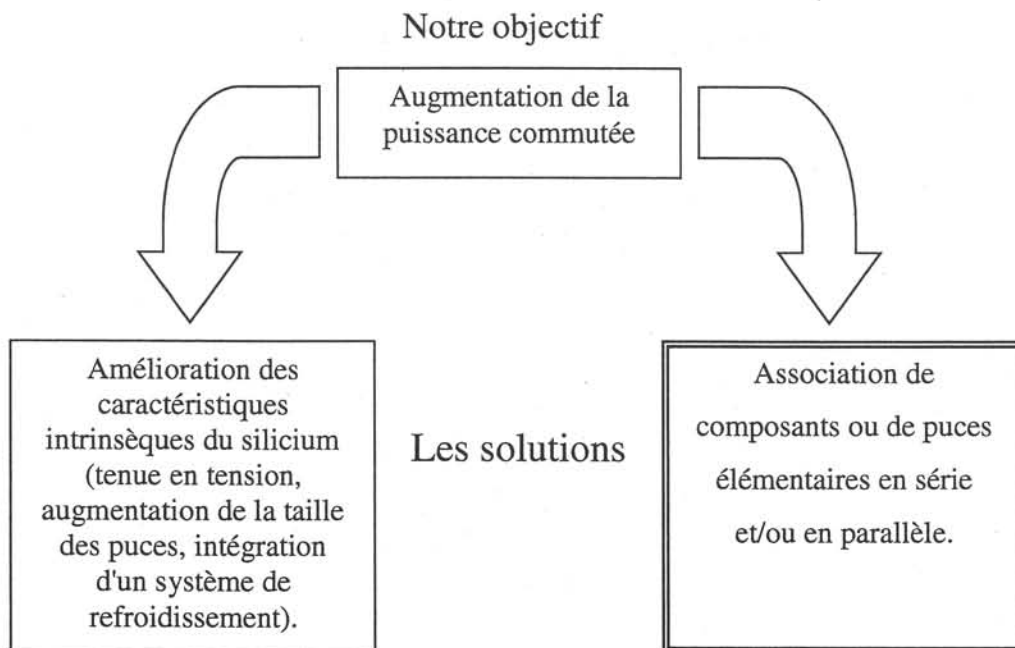 Notre objectif
Augmentation de la
puissance commutée
Amélioration des
caractéristiques
intrinsèques du silicium
(tenue en tension,
augmentation de la taille
des puces, intégration
d'un système de
refroidissement).
Les solutions
Association de
composants ou de puces
élémentaires en série
et/ou en parallèle.